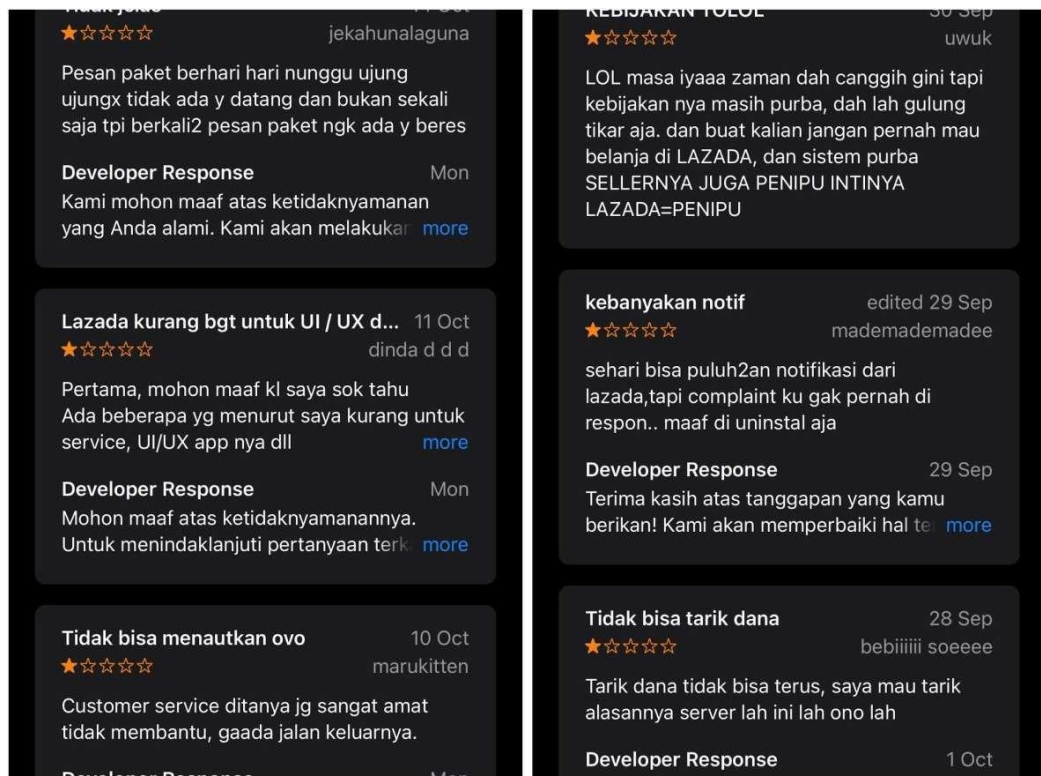 Tidak jelas
11 Oct
jekahunalaguna
Pesan paket berhari hari nunggu ujung
ujungx tidak ada y datang dan bukan sekali
saja tpi berkali2 pesan paket ngk ada y beres
Developer Response Mon
Kami mohon maaf atas ketidaknyamanan
yang Anda alami. Kami akan melakukan more
Lazada kurang bgt untuk UI / UX d... 11 Oct
dinda d d d
Pertama, mohon maaf kl saya sok tahu
Ada beberapa yg menurut saya kurang untuk
service, UI/UX app nya dll more
Developer Response Mon
Mohon maaf atas ketidaknyamanannya.
Untuk menindaklanjuti pertanyaan terk more
Tidak bisa menautkan ovo 10 Oct
marukitten
Customer service ditanya jg sangat amat
tidak membantu, gaada jalan keluarnya.
Developer Response Mon
KEBIJAKAN TOLOL 30 Sep
uwuk
LOL masa iyaaa zaman dah canggih gini tapi
kebijakan nya masih purba, dah lah gulung
tikar aja. dan buat kalian jangan pernah mau
belanja di LAZADA, dan sistem purba
SELLERNYA JUGA PENIPU INTINYA
LAZADA=PENIPU
kebanyakan notif edited 29 Sep
mademademadee
sehari bisa puluh2an notifikasi dari
lazada,tapi complaint ku gak pernah di
respon.. maaf di uninstal aja
Developer Response 29 Sep
Terima kasih atas tanggapan yang kamu
berikan! Kami akan memperbaiki hal te more
Tidak bisa tarik dana 28 Sep
bebiiiiii soeeee
Tarik dana tidak bisa terus, saya mau tarik
alasannya server lah ini lah ono lah
Developer Response 1 Oct